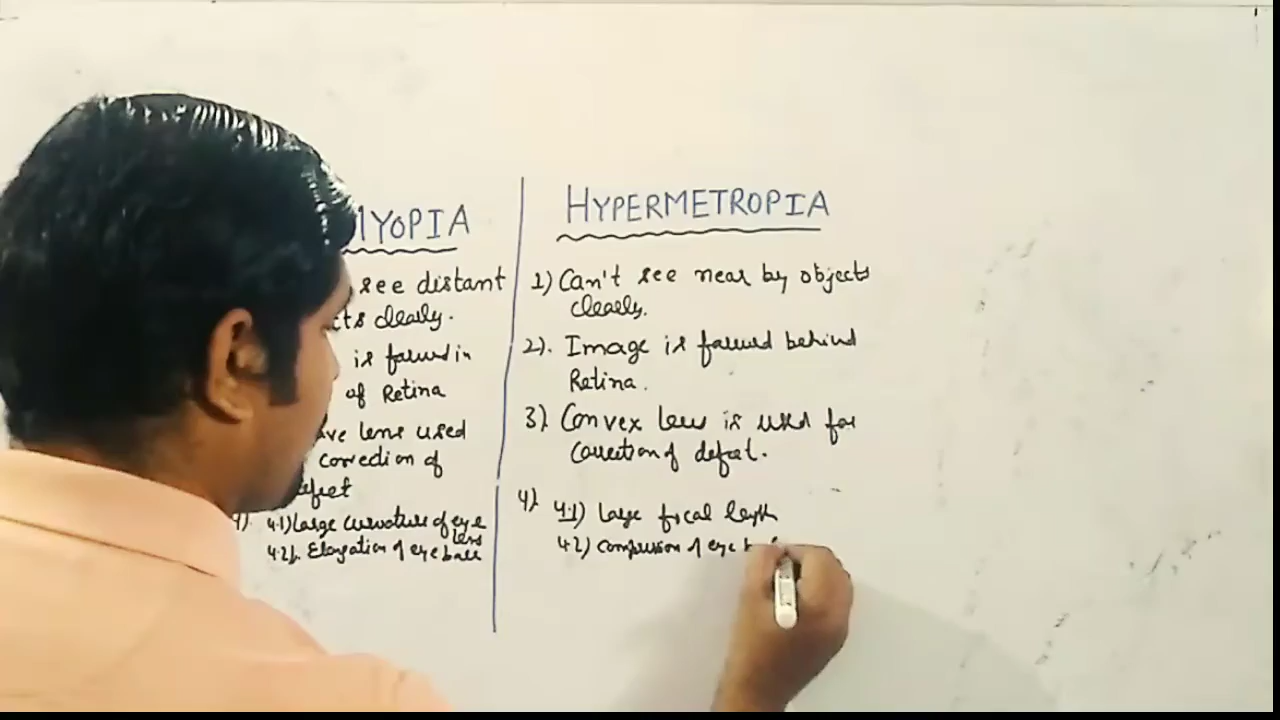 MYOPIA
see distant
cts clearly.
is formed in
of Retina
ave lens used
correction of
efect
4). 4.1) Large curvature of eye
lens
4.2). Elongation of eye ball
HYPERMETROPIA
1) Can't see near by objects
clearly.
2). Image is formed behind
Retina.
3). Convex lens is used for
correction of defect.
4).
4.1) Large focal length
4.2) Compression of eye b